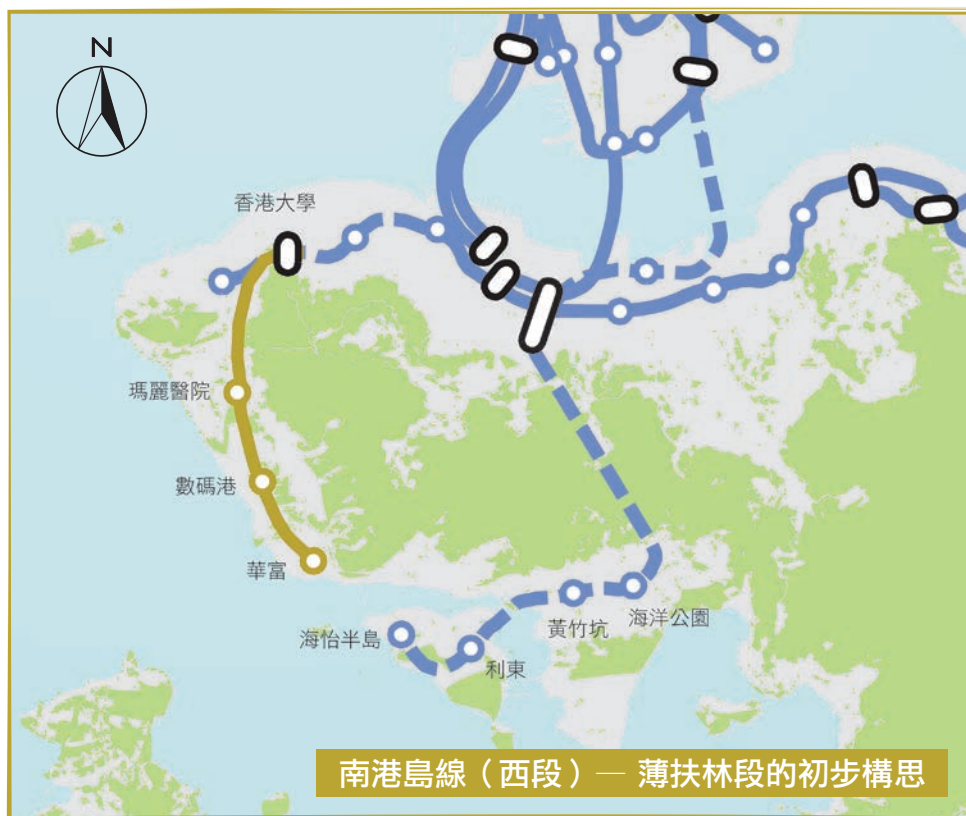 N
香港大學
瑪麗醫院
數碼港
華富
海怡半島
利東
黃竹坑
海洋公園
南港島線（西段）— 薄扶林段的初步構思